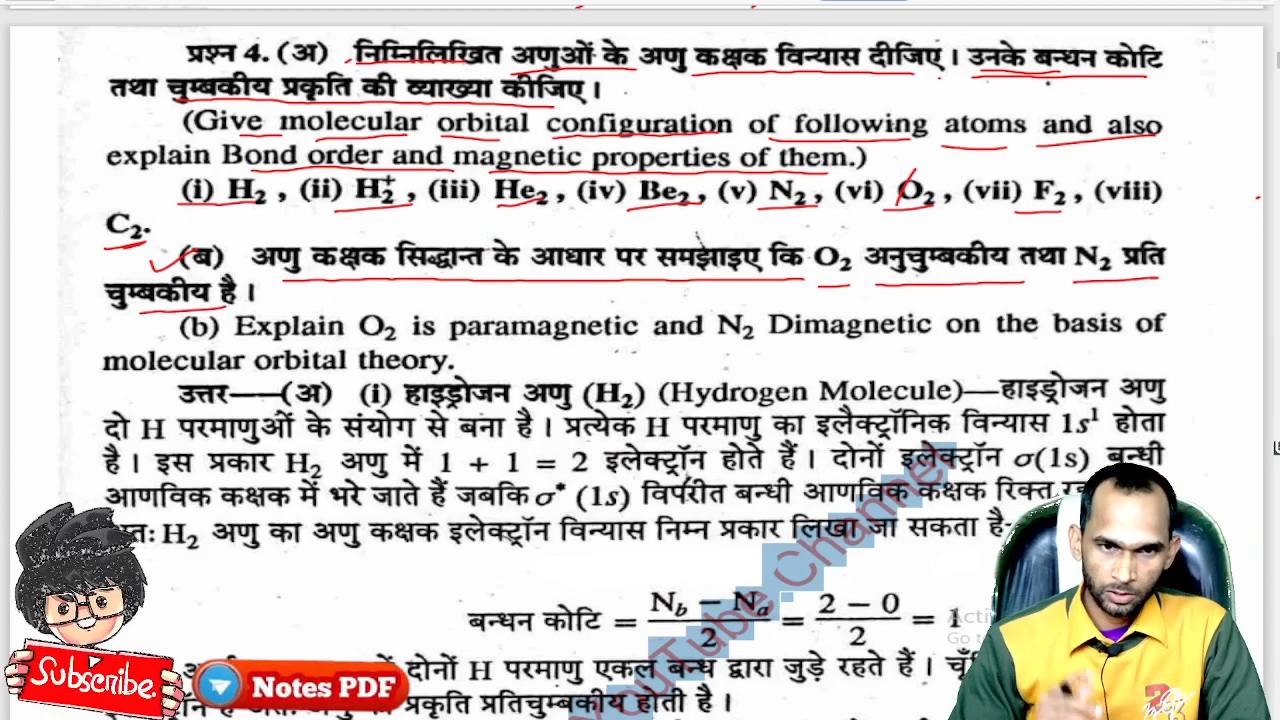 प्रश्न 4. (अ) निम्निलिखित अणुओं के अणु कक्षक विन्यास दीजिए। उनके बन्धन कोटि
तथा चुम्बकीय प्रकृति की व्याख्या कीजिए।
(Give molecular orbital configuration of following atoms and also
explain Bond order and magnetic properties of them.)
(i) H₂, (ii) H₂⁺, (iii) He₂, (iv) Be₂, (v) N₂, (vi) O₂, (vii) F₂, (viii)
C₂.
(ब) अणु कक्षक सिद्धान्त के आधार पर समझाइए कि O₂ अनुचुम्बकीय तथा N₂ प्रति
चुम्बकीय है।
(b) Explain O₂ is paramagnetic and N₂ Dimagnetic on the basis of
molecular orbital theory.
उत्तर—(अ) (i) हाइड्रोजन अणु (H₂) (Hydrogen Molecule)—हाइड्रोजन अणु
दो H परमाणुओं के संयोग से बना है। प्रत्येक H परमाणु का इलैक्ट्रॉनिक विन्यास 1s¹ होता
है। इस प्रकार H₂ अणु में 1 + 1 = 2 इलेक्ट्रॉन होते हैं। दोनों इलेक्ट्रॉन σ(1s) बन्धी
आणविक कक्षक में भरे जाते हैं जबकि σ* (1s) विपरीत बन्धी आणविक कक्षक रिक्त
H₂ अणु का अणु कक्षक इलेक्ट्रॉन विन्यास निम्न प्रकार लिखा जा सकता है
बन्धन कोटि = (N_b − N_a)/2 = (2 − 0)/2 = 1
दोनों H परमाणु एकल बन्ध द्वारा जुड़े रहते हैं।
प्रकृति प्रतिचुम्बकीय होती है।
YouTube Channel
Subscribe
Notes PDF